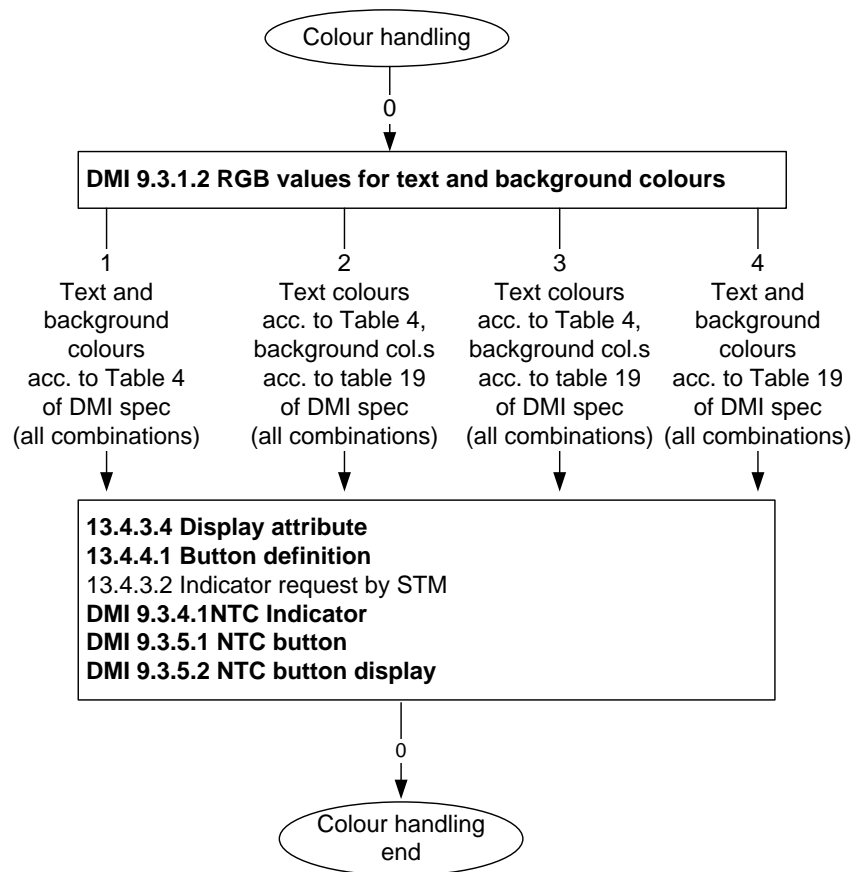 Colour handling
0
DMI 9.3.1.2 RGB values for text and background colours
1
Text and
background
colours
acc. to Table 4
of DMI spec
(all combinations)
2
Text colours
acc. to Table 4,
background col.s
acc. to table 19
of DMI spec
(all combinations)
3
Text colours
acc. to Table 4,
background col.s
acc. to table 19
of DMI spec
(all combinations)
4
Text and
background
colours
acc. to Table 19
of DMI spec
(all combinations)
13.4.3.4 Display attribute
13.4.4.1 Button definition
13.4.3.2 Indicator request by STM
DMI 9.3.4.1NTC Indicator
DMI 9.3.5.1 NTC button
DMI 9.3.5.2 NTC button display
0
Colour handling
end